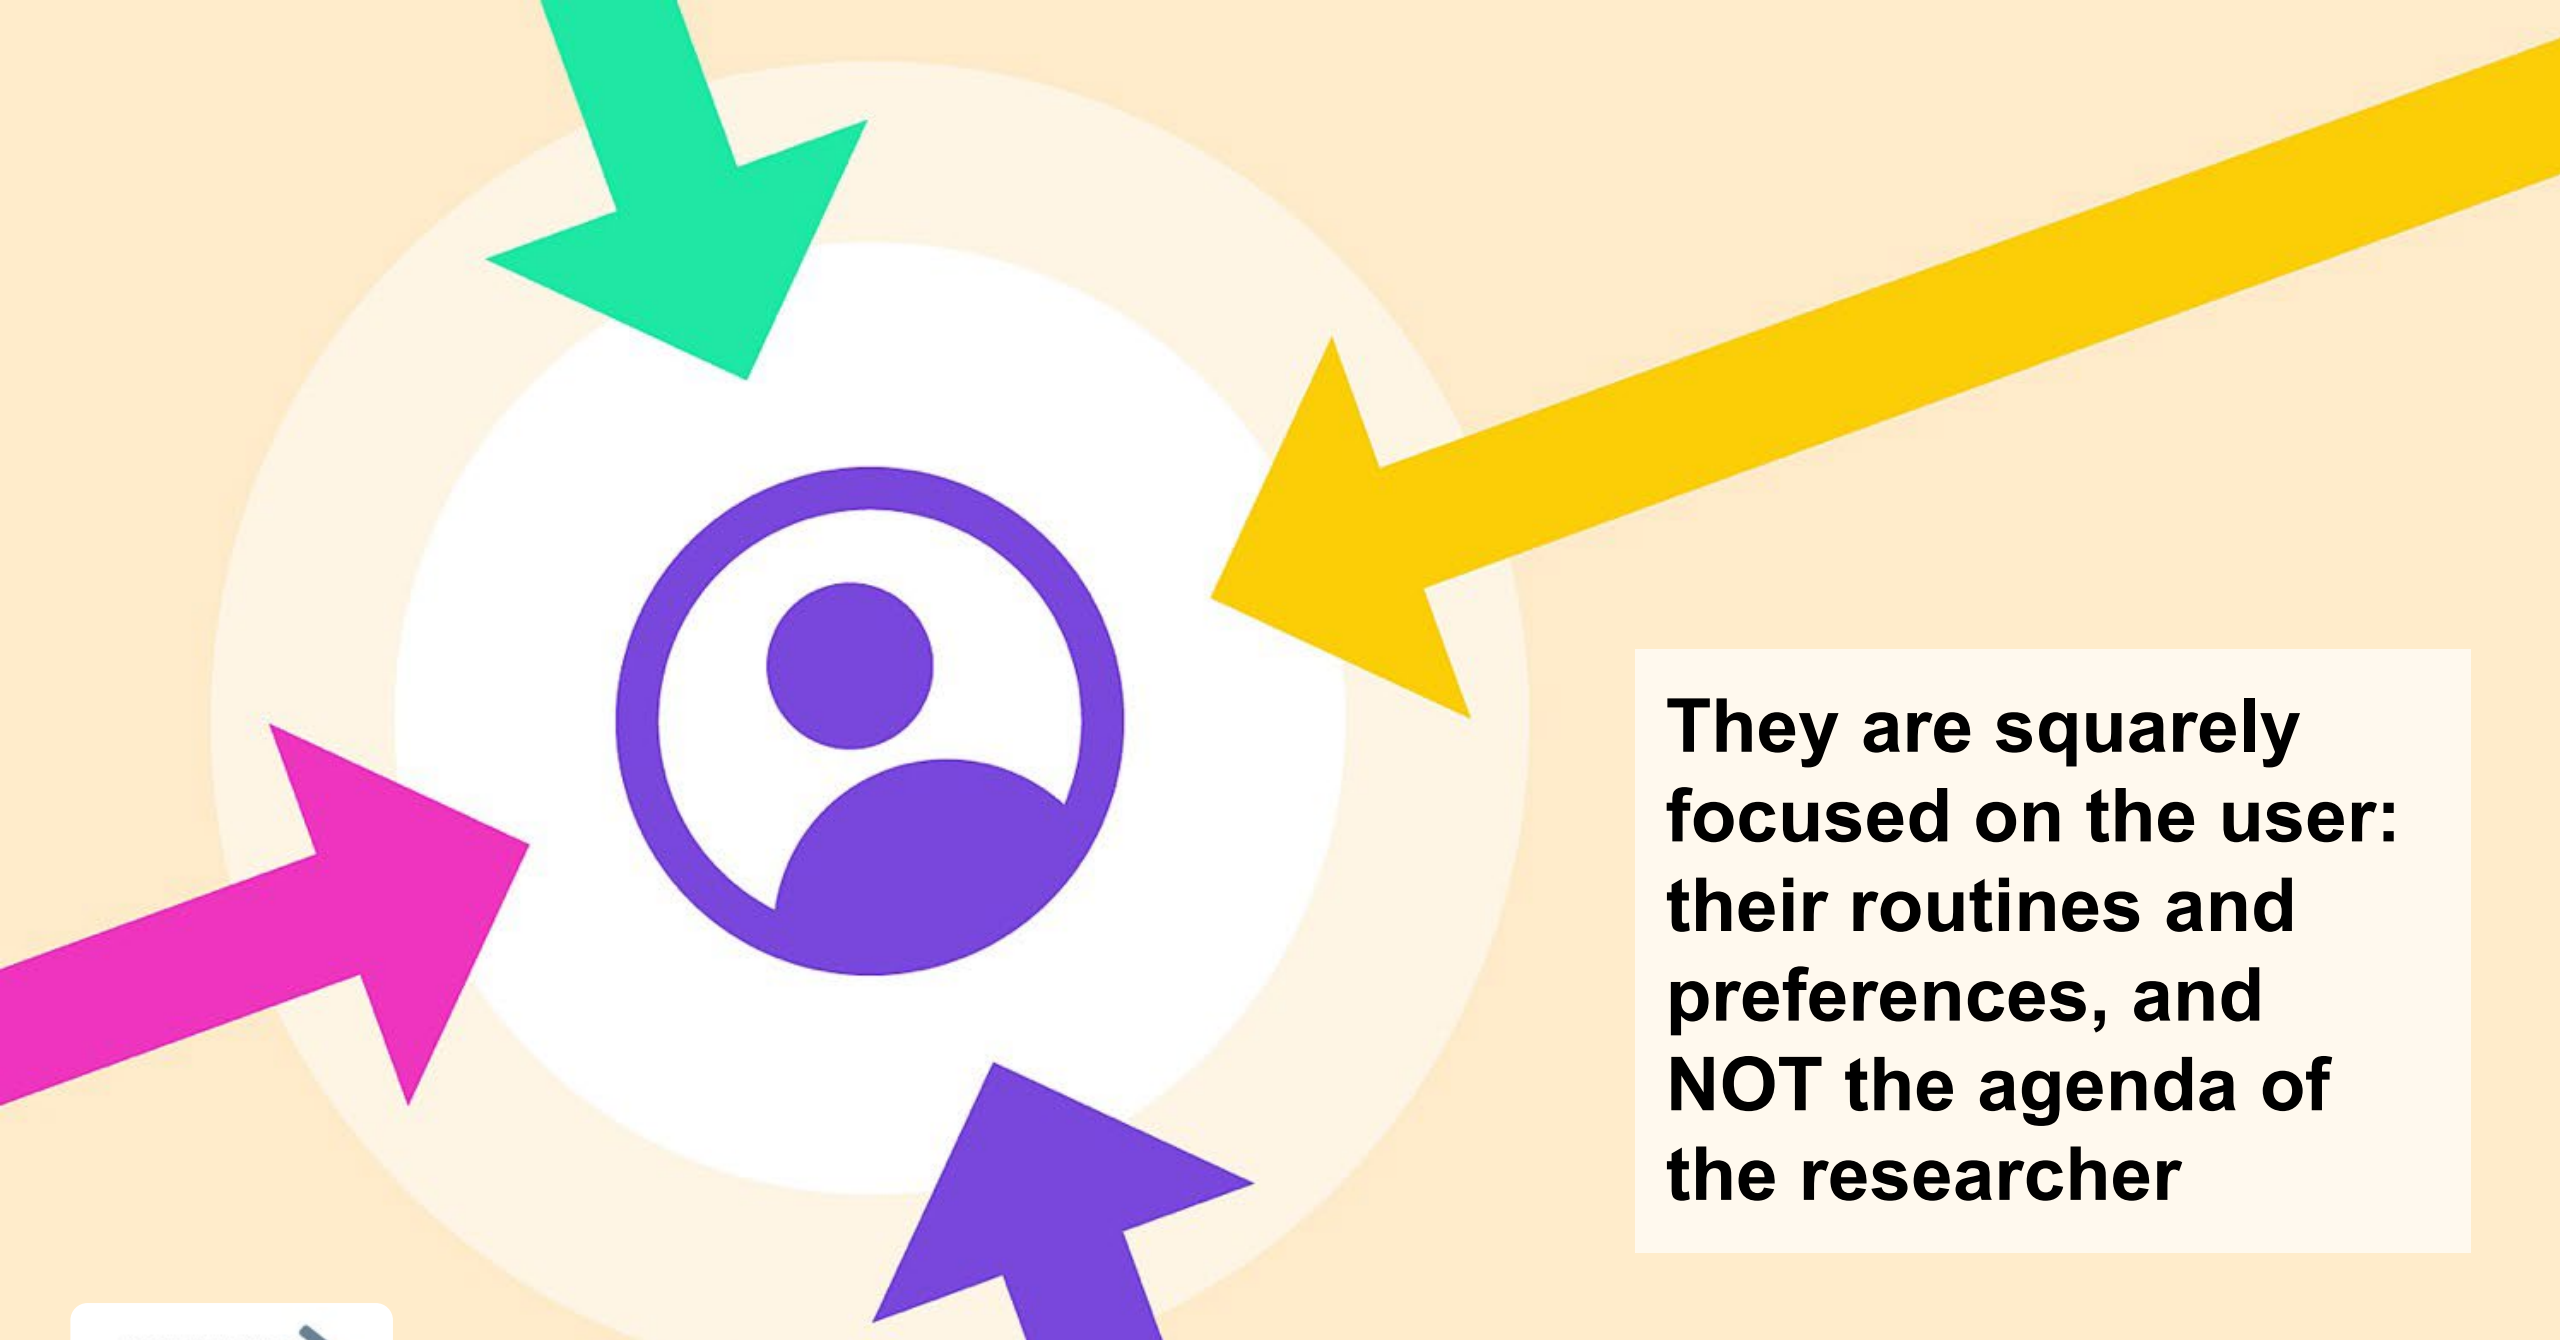 They are squarely
focused on the user:
their routines and
preferences, and
NOT the agenda of
the researcher